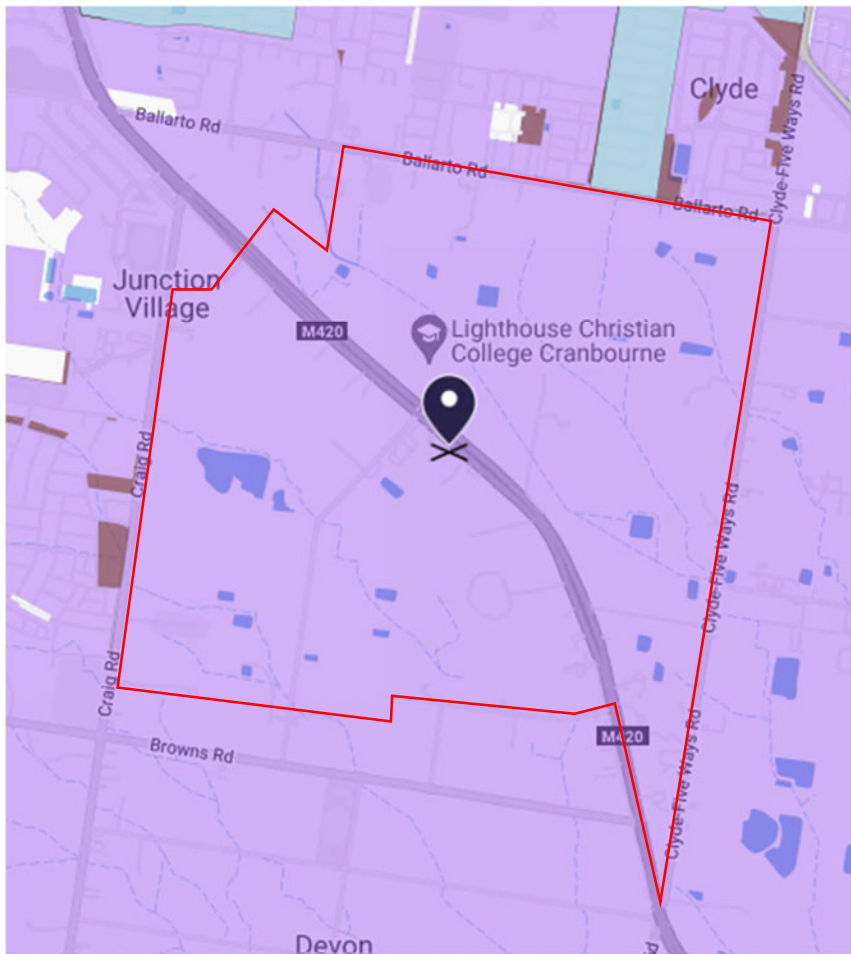 Clyde
Clyde Five Ways Rd
Ballarto Rd
Ballarto Rd
Ballarto Rd
Junction
Village
M420
Lighthouse Christian
College Cranbourne
Craig Rd
Clyde-Five Ways Rd
Craig Rd
M420
Browns Rd
Clyde-Five Ways Rd
Devon